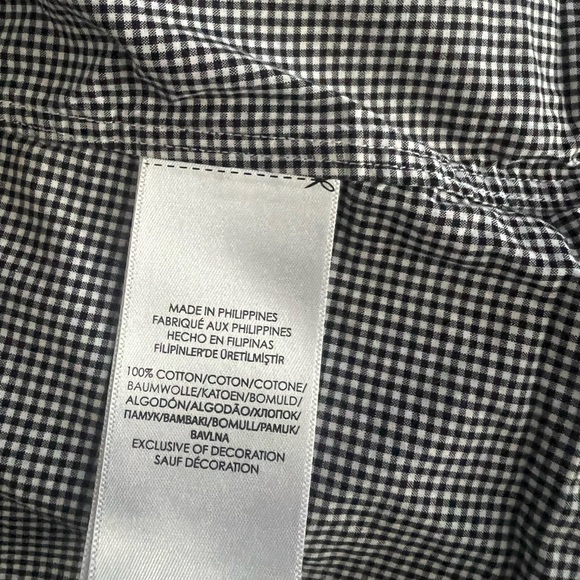 MADE IN PHILIPPINES
FABRIQUÉ AUX PHILIPPINES
HECHO EN FILIPINAS
FİLİPİNLER'DE ÜRETİLMİŞTİR
100% COTTON/COTON/COTONE/
BAUMWOLLE/KATOEN/BOMULD/
ALGODÓN/ALGODÃO/ХЛОПОК/
ПАМУК/BAMBAKI/BOMULL/PAMUK/
BAVLNA
EXCLUSIVE OF DECORATION
SAUF DÉCORATION